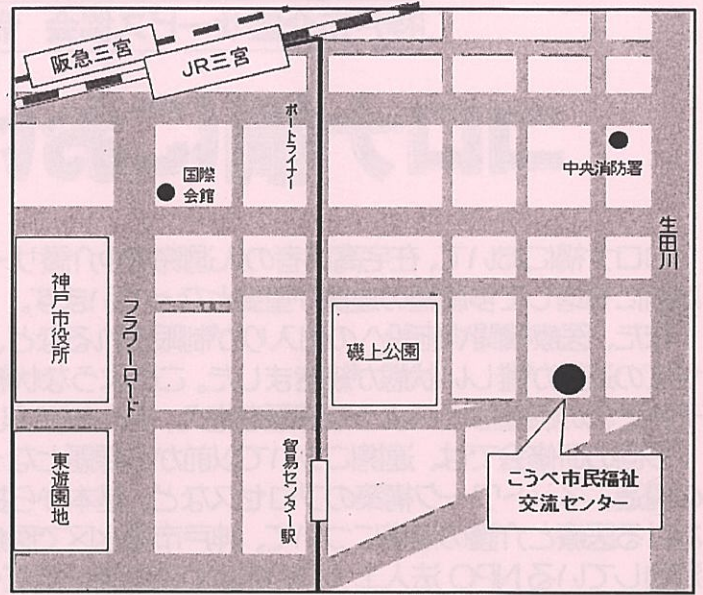 阪急三宮
JR三宮
ポートライナー
国際
会館
中央消防署
生田川
神戸市役所
フラワーロード
磯上公園
東遊園地
貿易センター駅
こうべ市民福祉
交流センター